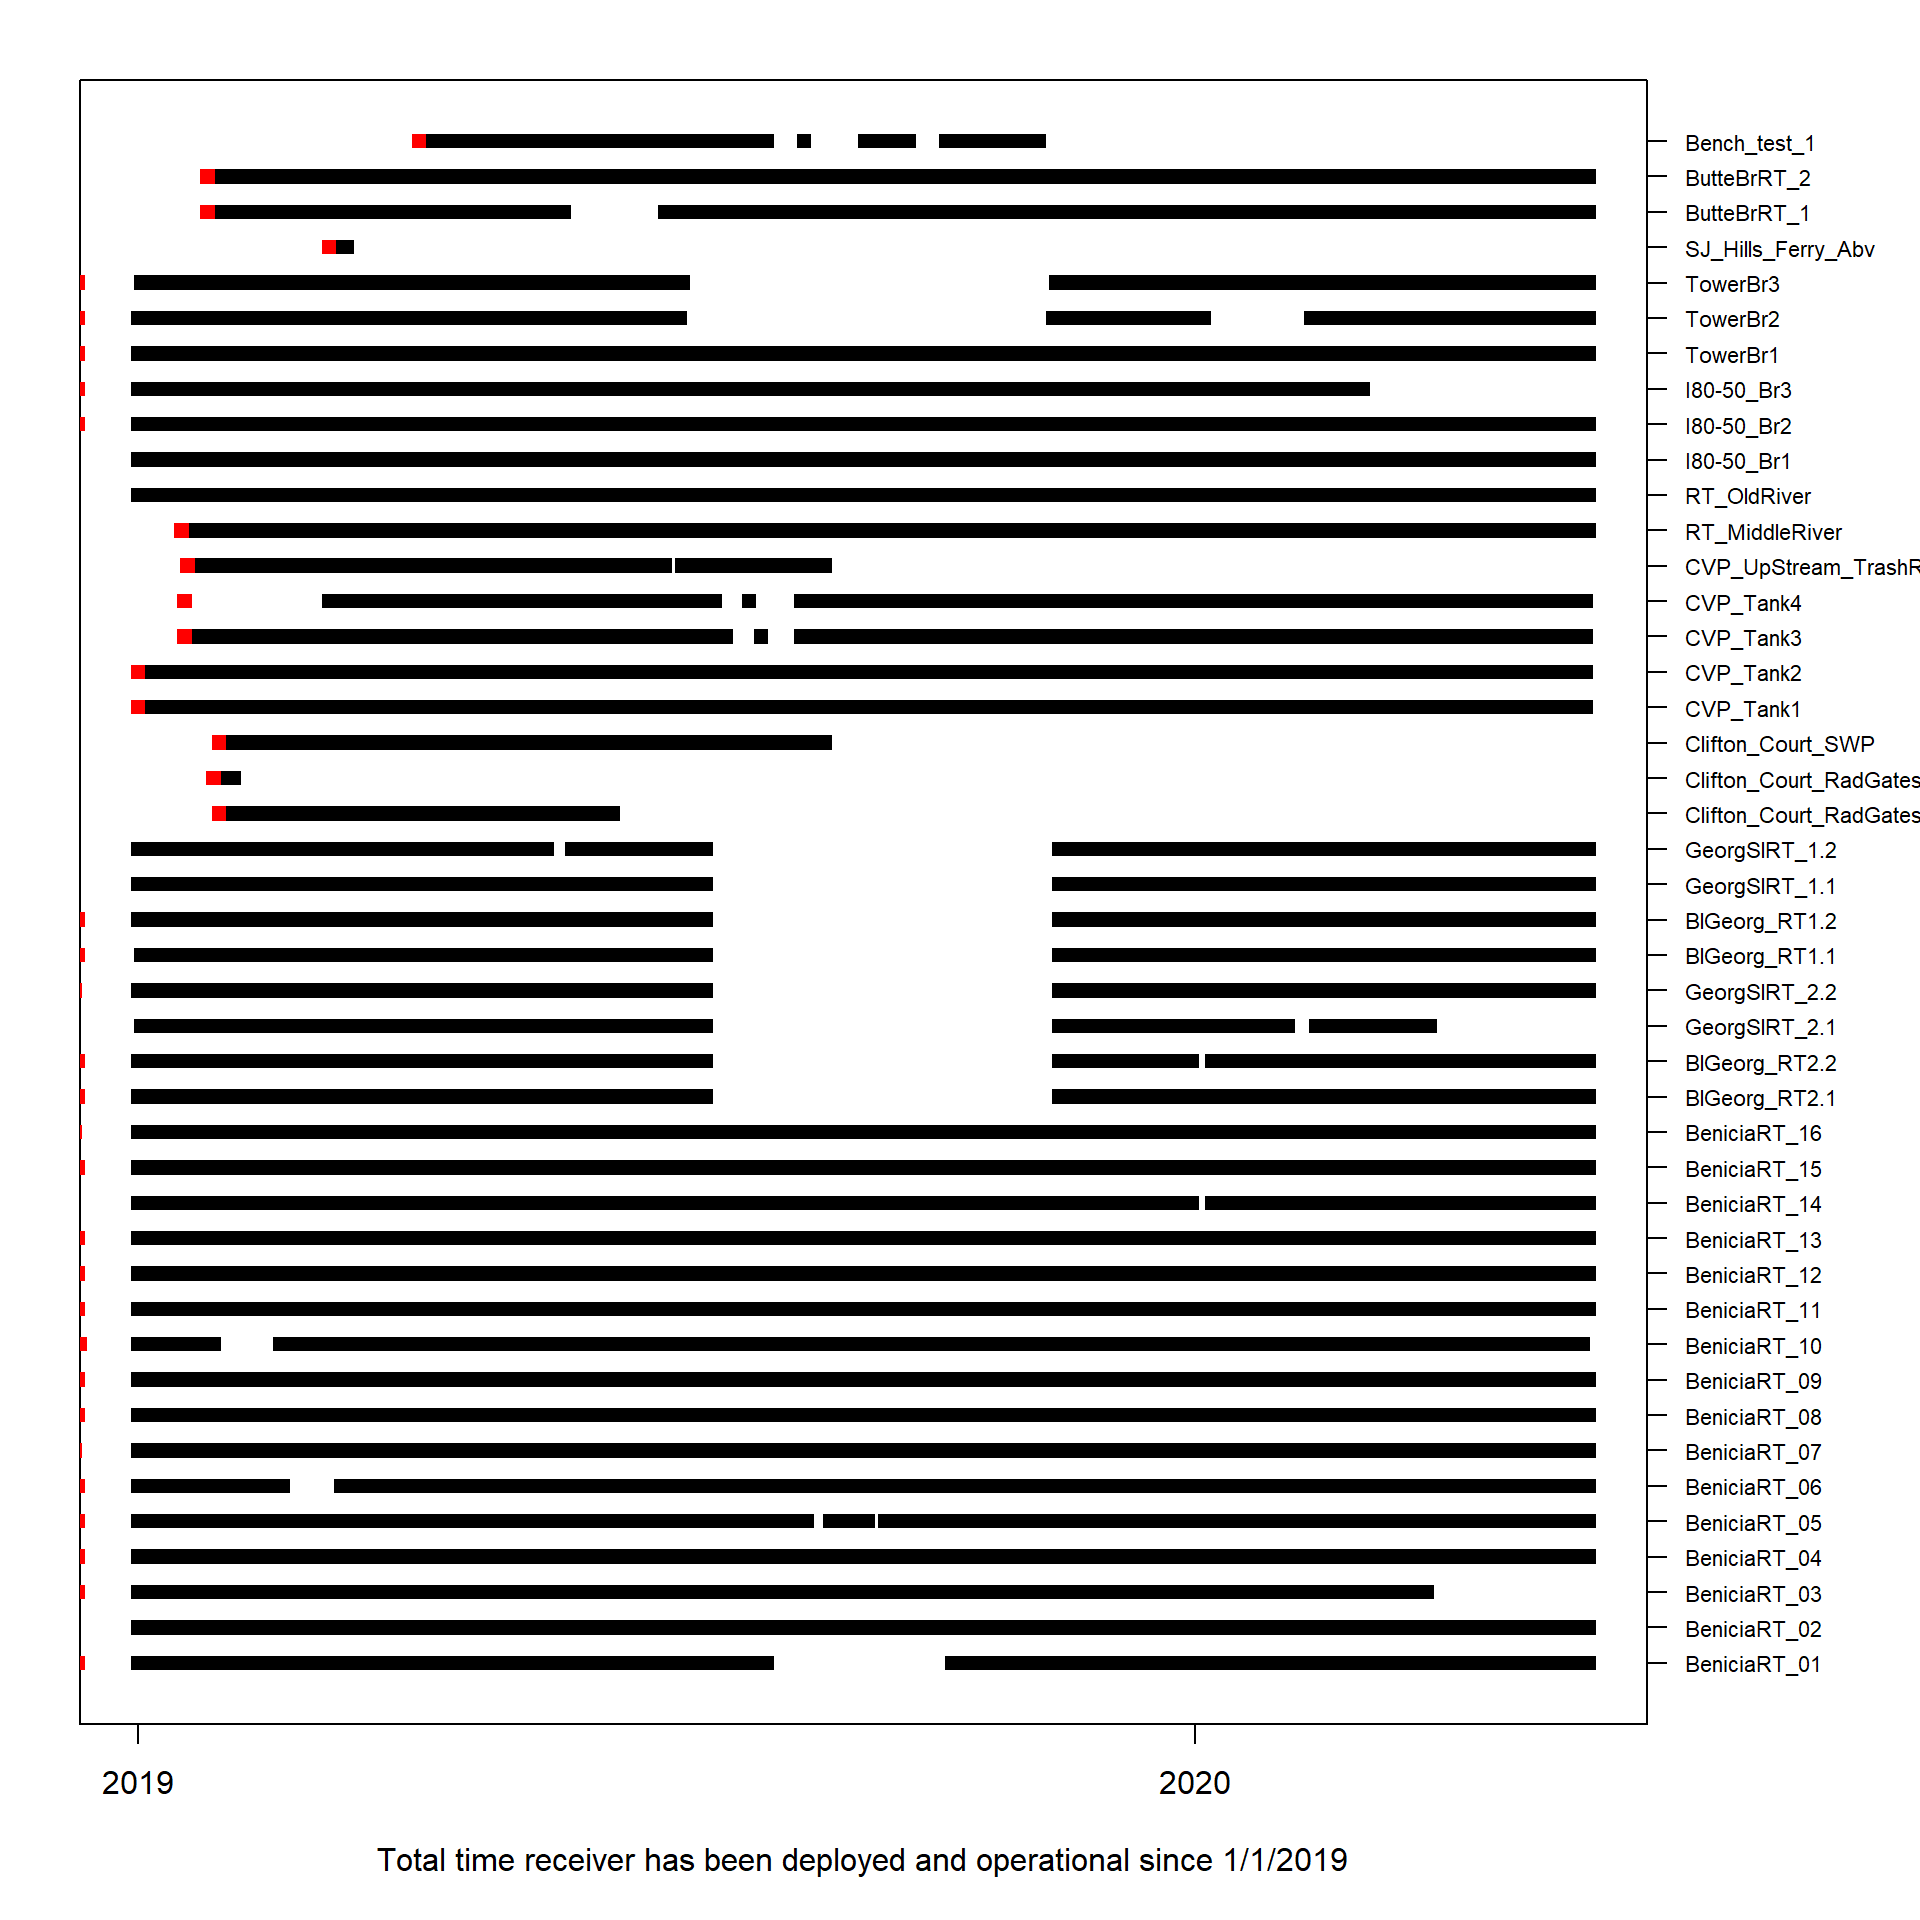 Bench_test_1
ButteBrRT_2
ButteBrRT_1
SJ_Hills_Ferry_Abv
TowerBr3
TowerBr2
TowerBr1
I80-50_Br3
I80-50_Br2
I80-50_Br1
RT_OldRiver
RT_MiddleRiver
CVP_UpStream_TrashR
CVP_Tank4
CVP_Tank3
CVP_Tank2
CVP_Tank1
Clifton_Court_SWP
Clifton_Court_RadGates
Clifton_Court_RadGates
GeorgSlRT_1.2
GeorgSlRT_1.1
BlGeorg_RT1.2
BlGeorg_RT1.1
GeorgSlRT_2.2
GeorgSlRT_2.1
BlGeorg_RT2.2
BlGeorg_RT2.1
BeniciaRT_16
BeniciaRT_15
BeniciaRT_14
BeniciaRT_13
BeniciaRT_12
BeniciaRT_11
BeniciaRT_10
BeniciaRT_09
BeniciaRT_08
BeniciaRT_07
BeniciaRT_06
BeniciaRT_05
BeniciaRT_04
BeniciaRT_03
BeniciaRT_02
BeniciaRT_01
2019 2020
Total time receiver has been deployed and operational since 1/1/2019